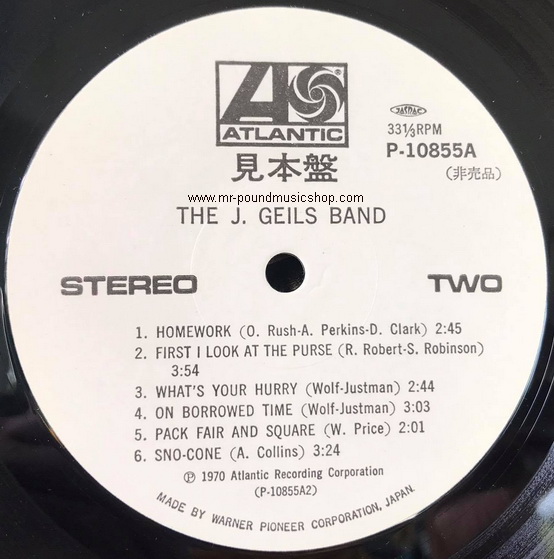 ATLANTIC
JASRAC
33⅓RPM
P-10855A
見本盤
(非売品)
www.mr-poundmusicshop.com
THE J. GEILS BAND
STEREO
TWO
1. HOMEWORK (O. Rush-A. Perkins-D. Clark) 2:45
2. FIRST I LOOK AT THE PURSE (R. Robert-S. Robinson)
3:54
3. WHAT'S YOUR HURRY (Wolf-Justman) 2:44
4. ON BORROWED TIME (Wolf-Justman) 3:03
5. PACK FAIR AND SQUARE (W. Price) 2:01
6. SNO-CONE (A. Collins) 3:24
Ⓟ 1970 Atlantic Recording Corporation
(P-10855A2)
MADE BY WARNER PIONEER CORPORATION, JAPAN.